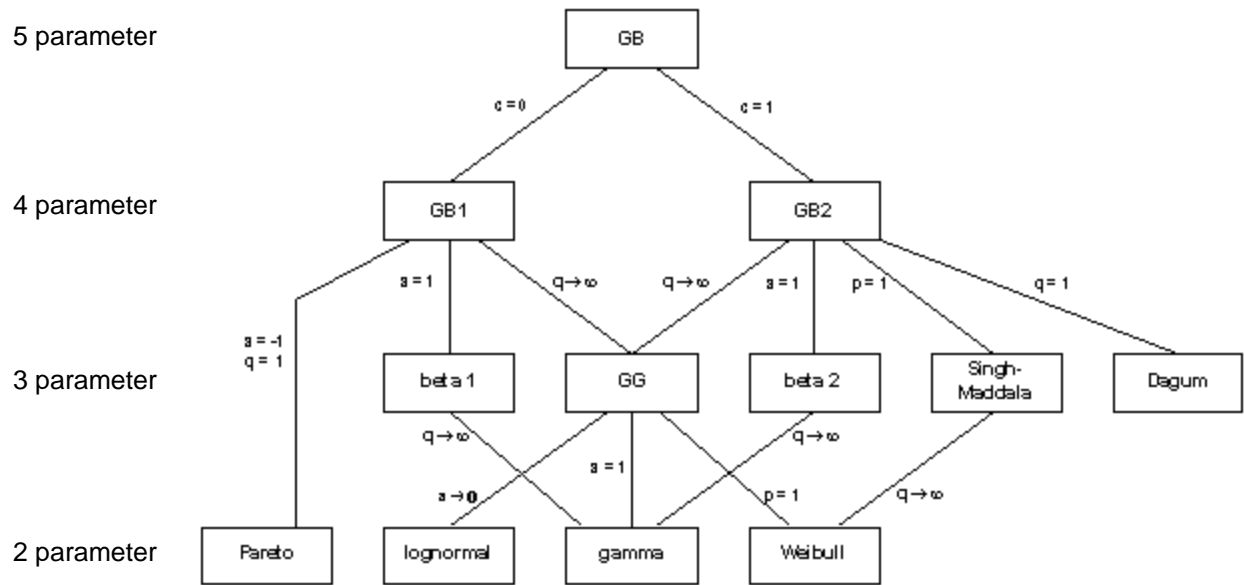 5 parameter
GB
c = 0
c = 1
4 parameter
GB1
GB2
a = 1
q → ∞
q → ∞
a = 1
p = 1
q = 1
a = -1
q = 1
3 parameter
beta 1
GG
beta 2
Singh-
Maddala
Dagum
q → ∞
q → ∞
a = 1
a → 0
p = 1
q → ∞
2 parameter
Pareto
lognormal
gamma
Weibull